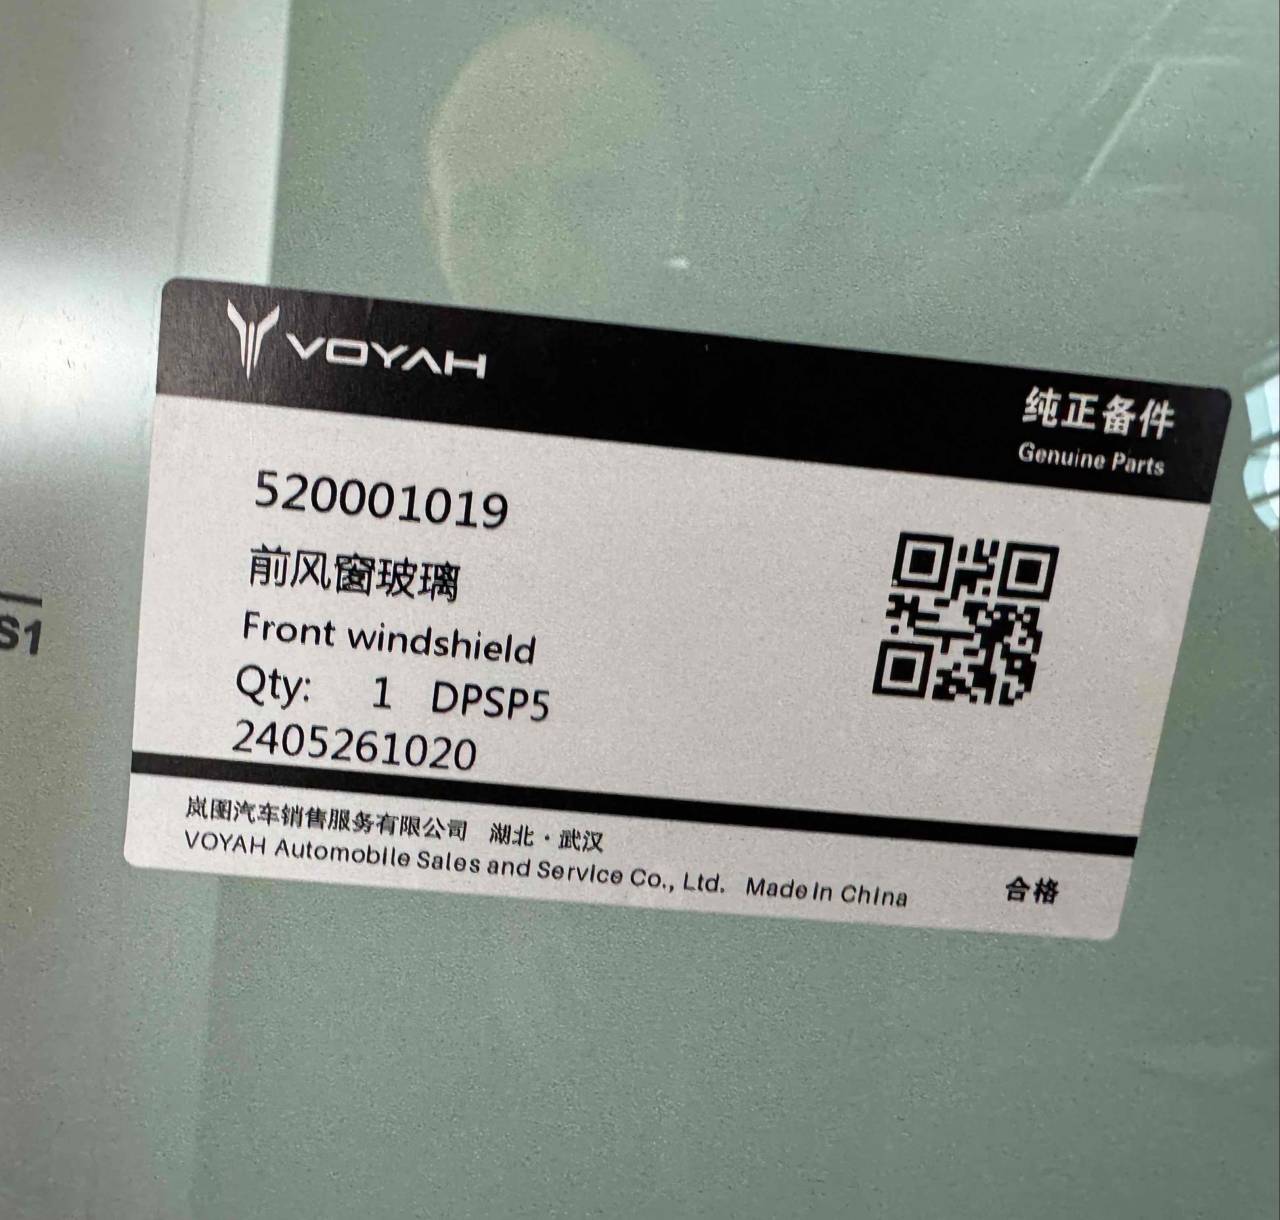 VOYAH
纯正备件
Genuine Parts
520001019
前风窗玻璃
Front windshield
Qty: 1 DPSP5
2405261020
岚图汽车销售服务有限公司 湖北·武汉
VOYAH Automobile Sales and Service Co., Ltd. Made In China
合格
S1